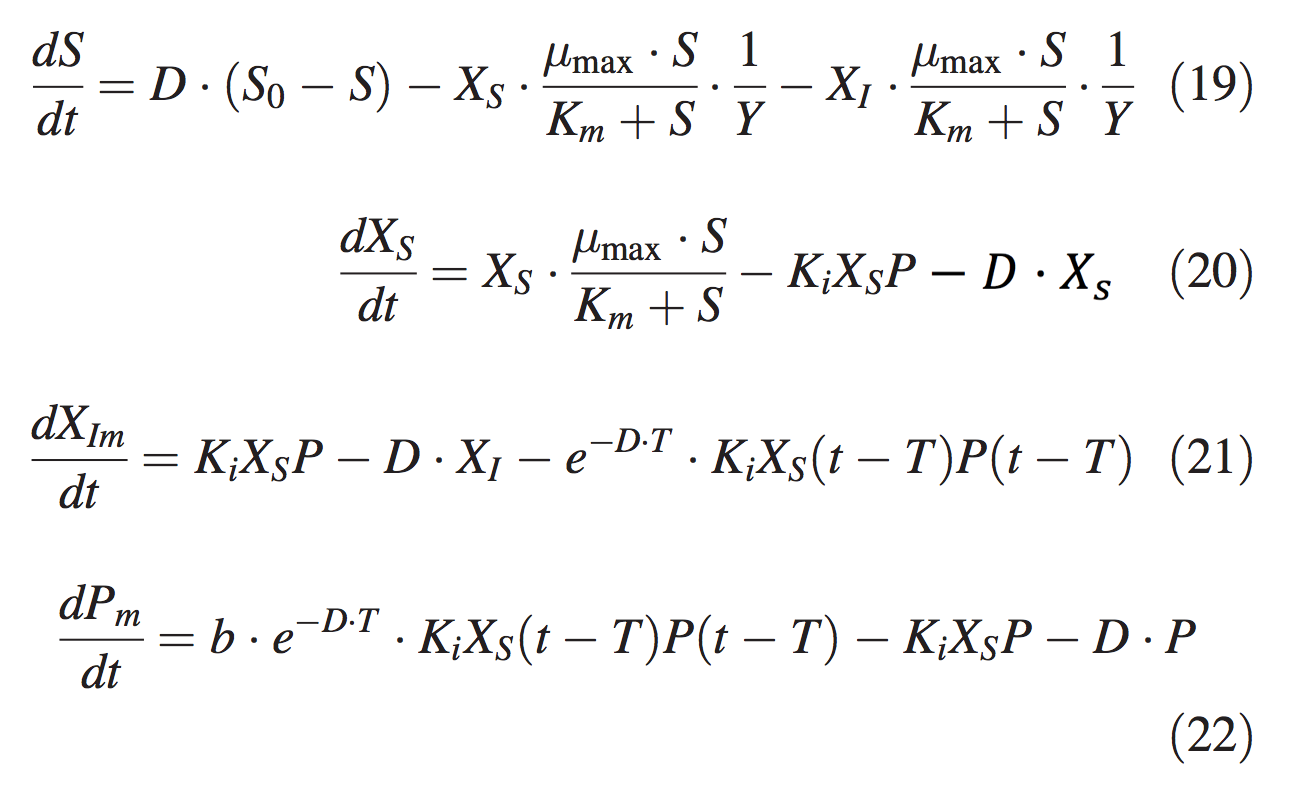 dS/dt = D · (S₀ − S) − X_S · (μ_max · S)/(K_m + S) · 1/Y − X_I · (μ_max · S)/(K_m + S) · 1/Y (19)
dX_S/dt = X_S · (μ_max · S)/(K_m + S) − K_i X_S P − D · X_s (20)
dX_Im/dt = K_i X_S P − D · X_I − e^(−D·T) · K_i X_S(t − T)P(t − T) (21)
dP_m/dt = b · e^(−D·T) · K_i X_S(t − T)P(t − T) − K_i X_S P − D · P
(22)